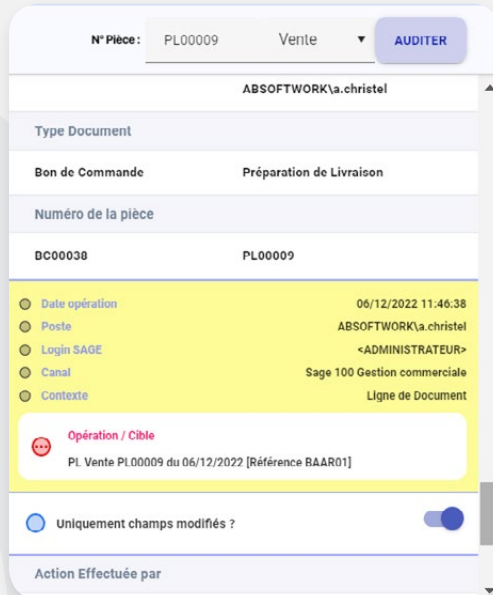 N° Pièce : PL00009 Vente AUDITER
ABSOFTWORK\a.christel
Type Document
Bon de Commande Préparation de Livraison
Numéro de la pièce
BC00038 PL00009
Date opération 06/12/2022 11:46:38
Poste ABSOFTWORK\a.christel
Login SAGE <ADMINISTRATEUR>
Canal Sage 100 Gestion commerciale
Contexte Ligne de Document
Opération / Cible
PL Vente PL00009 du 06/12/2022 [Référence BAAR01]
Uniquement champs modifiés ?
Action Effectuée par